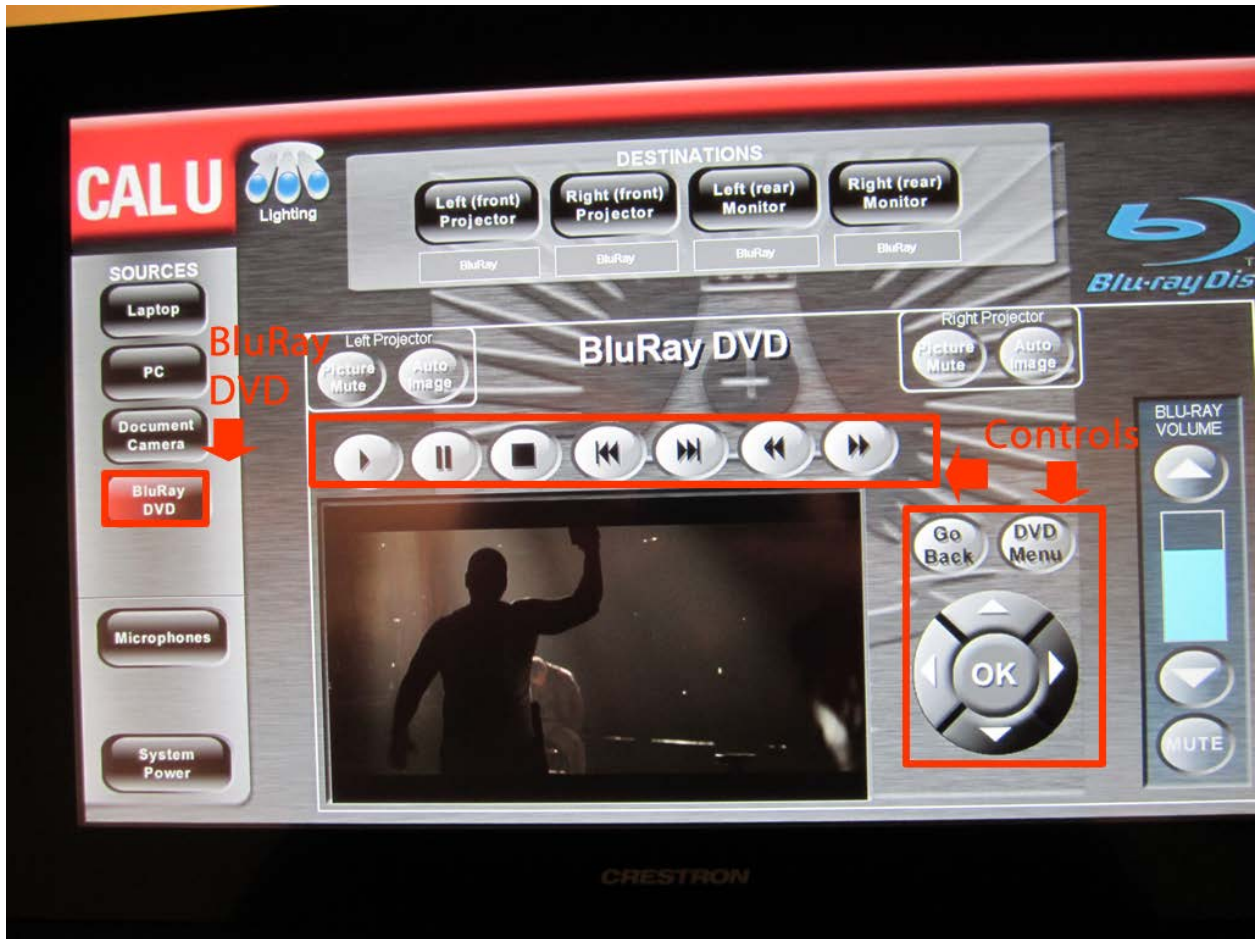 CAL U
Lighting
DESTINATIONS
Left (front)
Projector
Right (front)
Projector
Left (rear)
Monitor
Right (rear)
Monitor
BluRay
BluRay
BluRay
BluRay
Blu-ray Dis
SOURCES
Laptop
PC
Document
Camera
BluRay
DVD
Microphones
System
Power
BluRay
DVD
Left Projector
Picture
Mute
Auto
Image
BluRay DVD
Right Projector
Picture
Mute
Auto
Image
Controls
Go
Back
DVD
Menu
OK
BLU-RAY
VOLUME
MUTE
CRESTRON